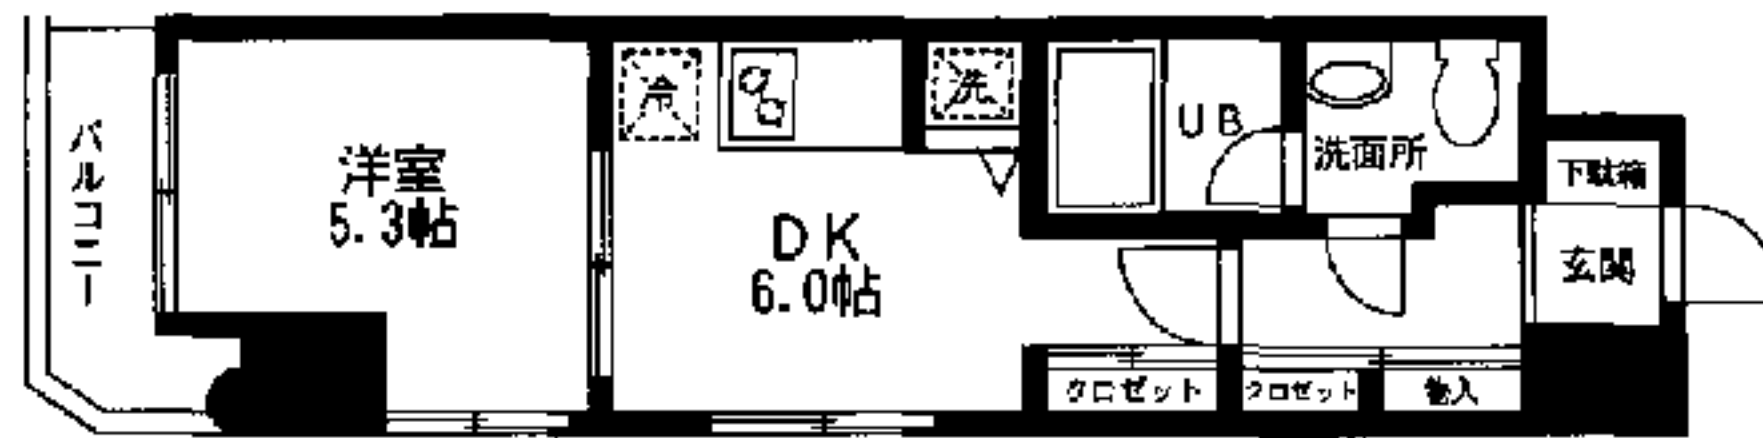 バルコニー
洋室
5.3帖
冷
DK
6.0帖
洗
UB
洗面所
下駄箱
玄関
クロゼット
クロゼット
物入